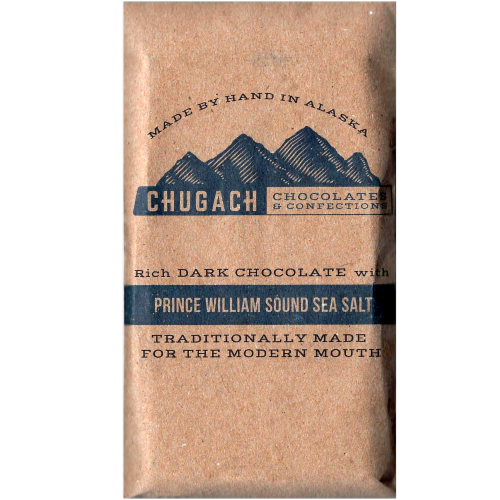 MADE BY HAND IN ALASKA
CHUGACH
CHOCOLATES
& CONFECTIONS
Rich DARK CHOCOLATE with
PRINCE WILLIAM SOUND SEA SALT
TRADITIONALLY MADE
FOR THE MODERN MOUTH